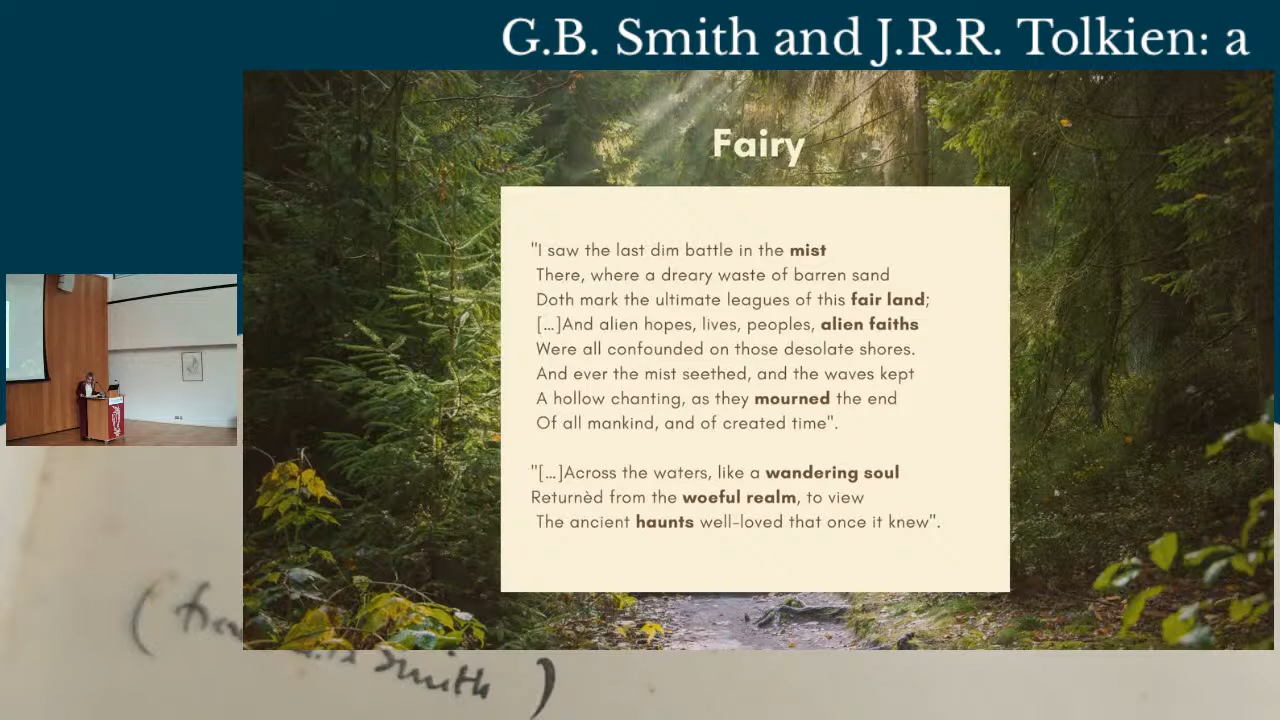 G.B. Smith and J.R.R. Tolkien: a
Fairy
"I saw the last dim battle in the mist
There, where a dreary waste of barren sand
Doth mark the ultimate leagues of this fair land;
[...]And alien hopes, lives, peoples, alien faiths
Were all confounded on those desolate shores.
And ever the mist seethed, and the waves kept
A hollow chanting, as they mourned the end
Of all mankind, and of created time".
"[...]Across the waters, like a wandering soul
Returnèd from the woeful realm, to view
The ancient haunts well-loved that once it knew".
(
Smith )